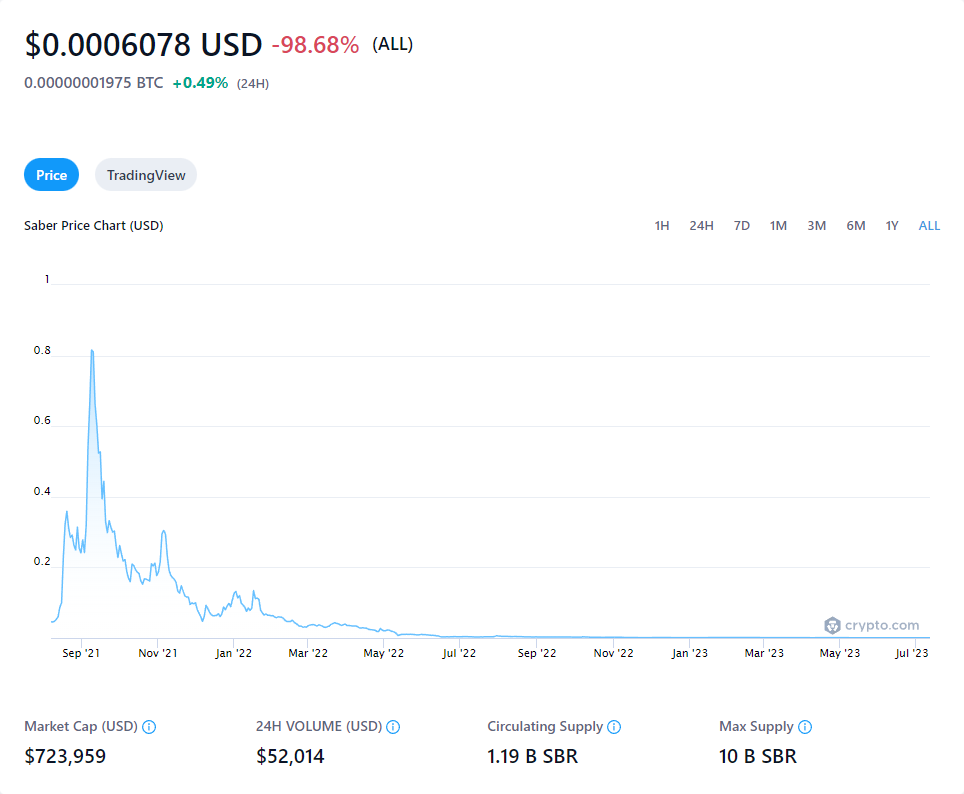 $0.0006078 USD -98.68% (ALL)
0.00000001975 BTC +0.49% (24H)
Price TradingView
Saber Price Chart (USD) 1H 24H 7D 1M 3M 6M 1Y ALL
1
0.8
0.6
0.4
0.2
crypto.com
Sep '21 Nov '21 Jan '22 Mar '22 May '22 Jul '22 Sep '22 Nov '22 Jan '23 Mar '23 May '23 Jul '23
Market Cap (USD) 24H VOLUME (USD) Circulating Supply Max Supply
$723,959 $52,014 1.19 B SBR 10 B SBR